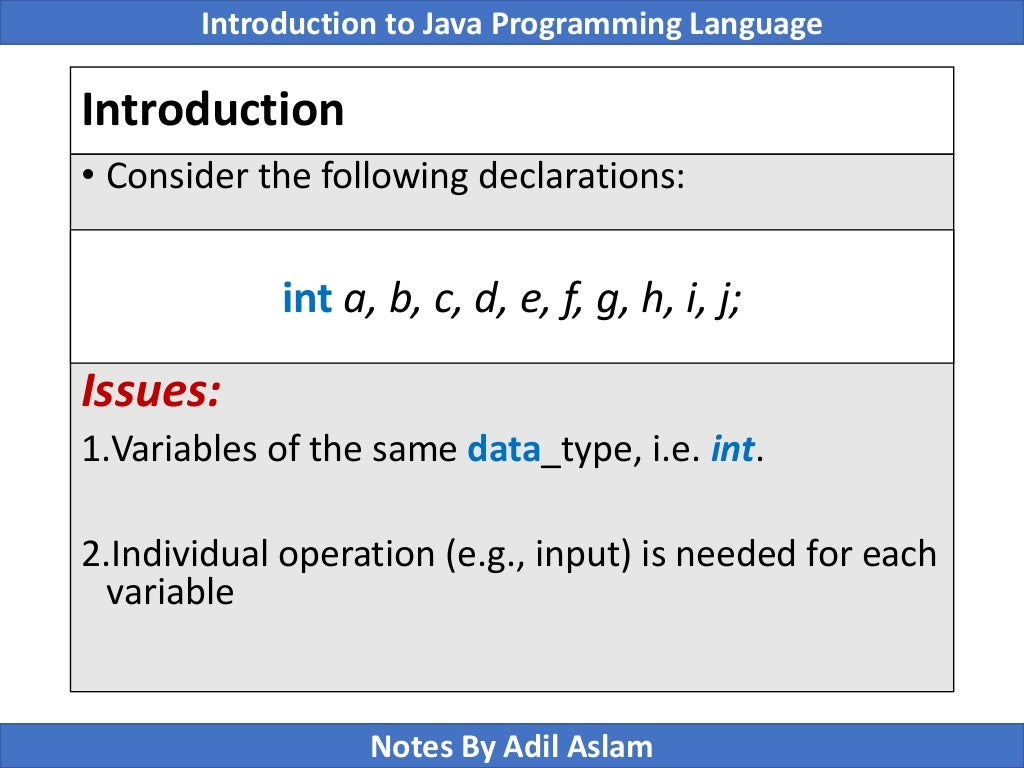 Introduction to Java Programming Language
Introduction
• Consider the following declarations:
int a, b, c, d, e, f, g, h, i, j;
Issues:
1.Variables of the same data_type, i.e. int.
2.Individual operation (e.g., input) is needed for each
variable
Notes By Adil Aslam